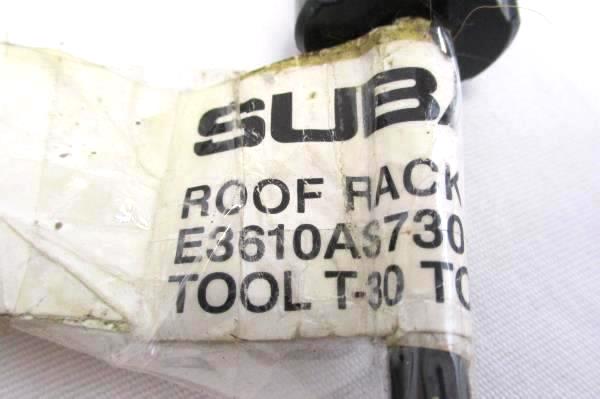 SUBA
ROOF RACK
E3610AS730
TOOL T-30 TO